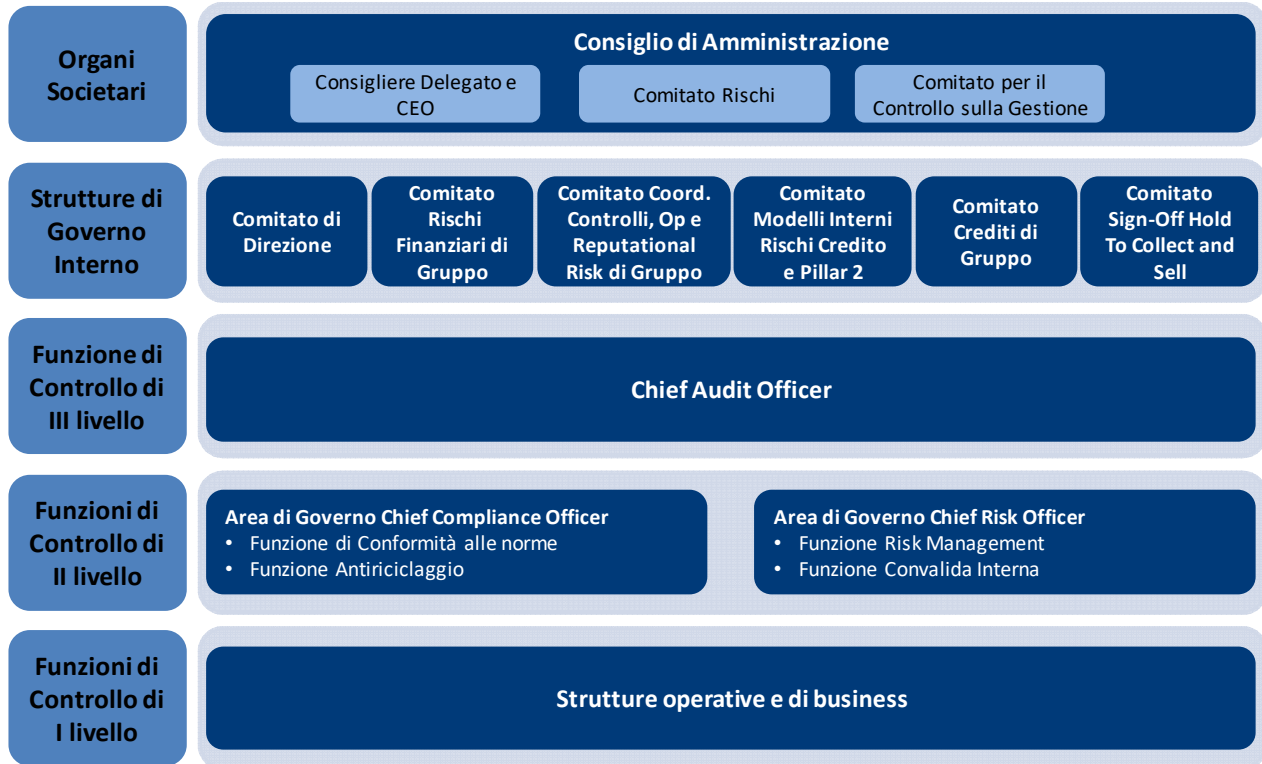 Organi
Societari
Consiglio di Amministrazione
Consigliere Delegato e
CEO
Comitato Rischi
Comitato per il
Controllo sulla Gestione
Strutture di
Governo
Interno
Comitato di
Direzione
Comitato
Rischi
Finanziari di
Gruppo
Comitato Coord.
Controlli, Op e
Reputational
Risk di Gruppo
Comitato
Modelli Interni
Rischi Credito
e Pillar 2
Comitato
Crediti di
Gruppo
Comitato
Sign-Off Hold
To Collect and
Sell
Funzione di
Controllo di
III livello
Chief Audit Officer
Funzioni di
Controllo di
II livello
Area di Governo Chief Compliance Officer
• Funzione di Conformità alle norme
• Funzione Antiriciclaggio
Area di Governo Chief Risk Officer
• Funzione Risk Management
• Funzione Convalida Interna
Funzioni di
Controllo di
I livello
Strutture operative e di business